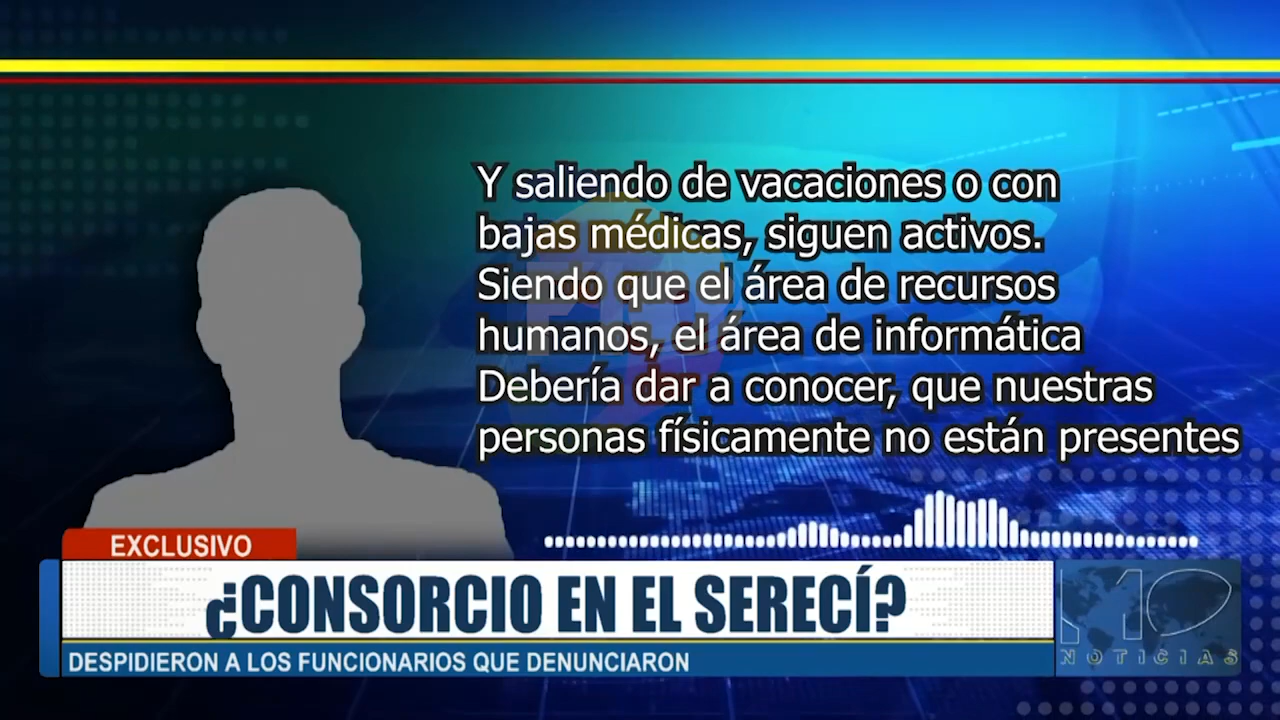 Y saliendo de vacaciones o con
bajas médicas, siguen activos.
Siendo que el área de recursos
humanos, el área de informática
Debería dar a conocer, que nuestras
personas físicamente no están presentes
EXCLUSIVO
¿CONSORCIO EN EL SERECÍ?
DESPIDIERON A LOS FUNCIONARIOS QUE DENUNCIARON
NOTICIAS